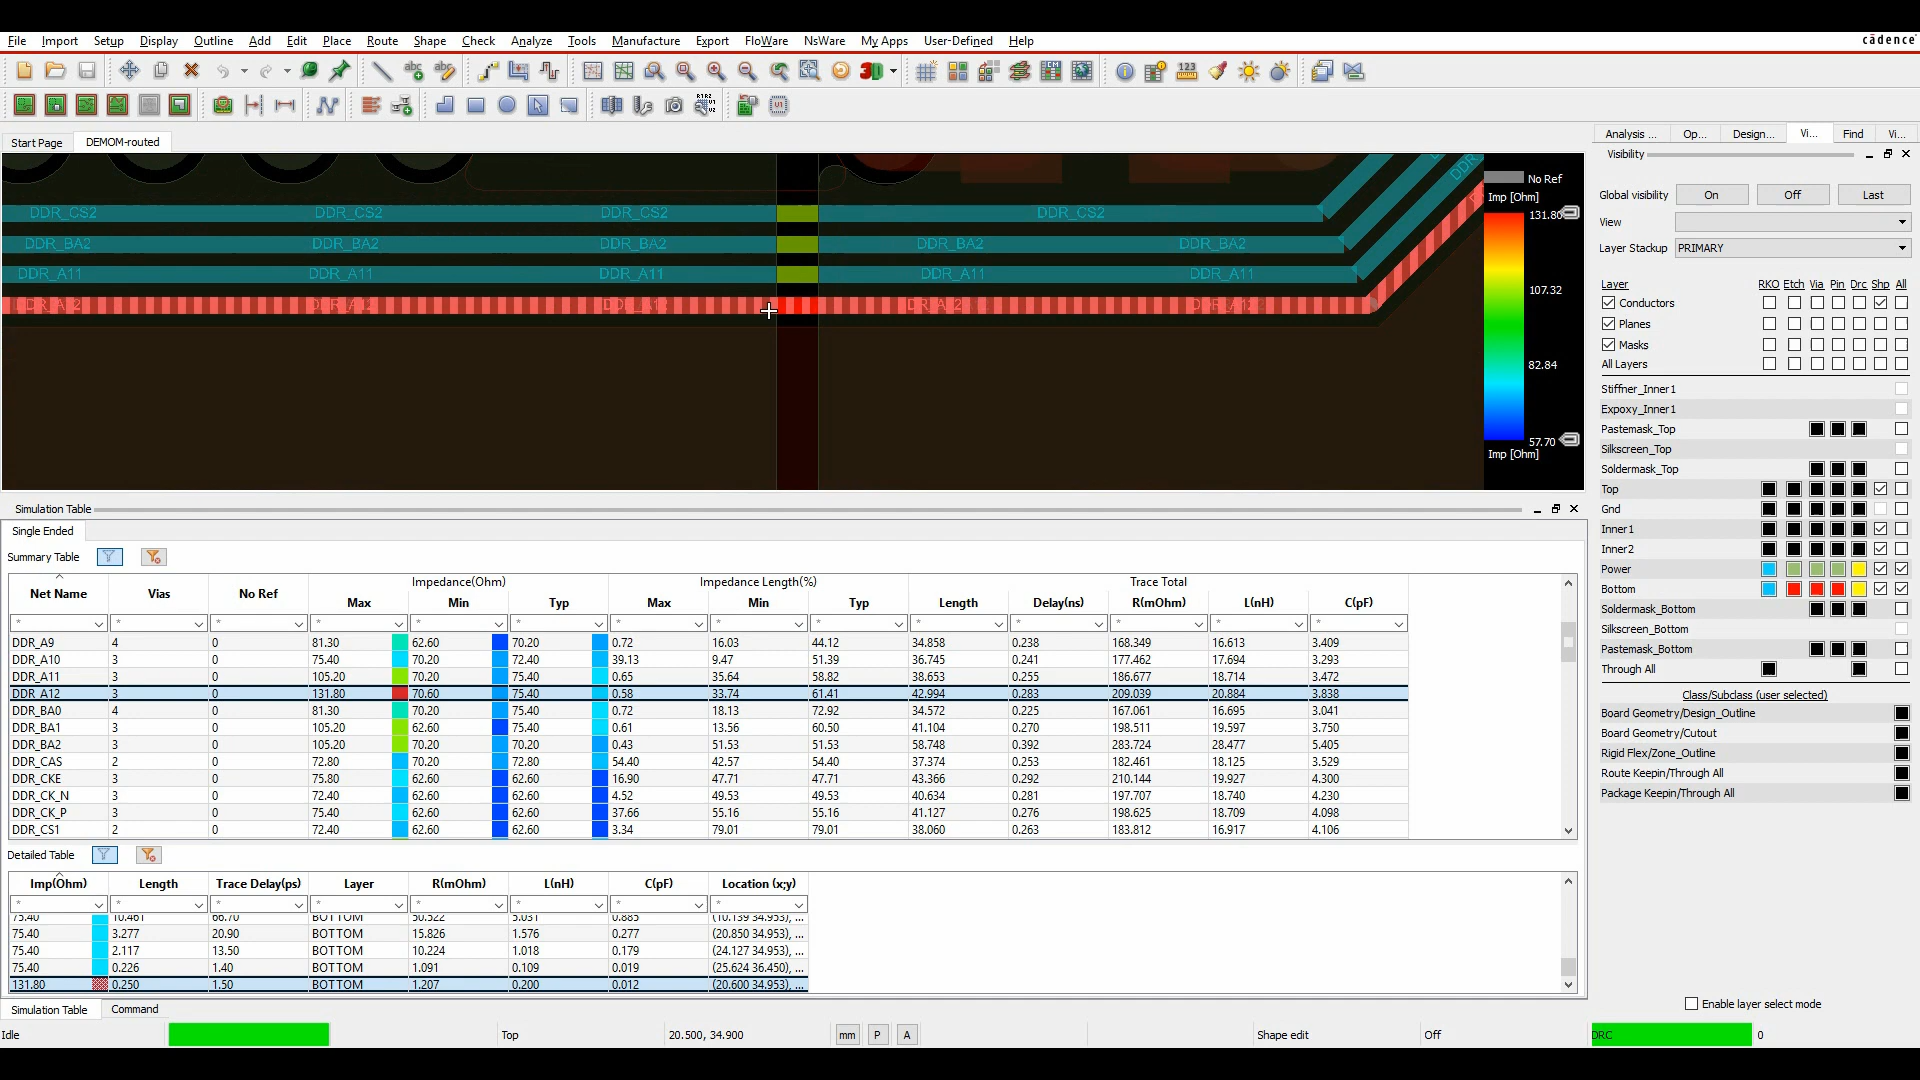 File Import Setup Display Outline Add Edit Place Route Shape Check Analyze Tools Manufacture Export FloWare NsWare My Apps User-Defined Help
cādence
Start Page DEMOM-routed
Analysis ... Op... Design... Vi... Find Vi...
Visibility
Global visibility On Off Last
View
Layer Stackup PRIMARY
Layer RKO Etch Via Pin Drc Shp All
Conductors
Planes
Masks
All Layers
Stiffner_Inner1
Expoxy_Inner1
Pastemask_Top
Silkscreen_Top
Soldermask_Top
Top
Gnd
Inner1
Inner2
Power
Bottom
Soldermask_Bottom
Silkscreen_Bottom
Pastemask_Bottom
Through All
Class/Subclass (user selected)
Board Geometry/Design_Outline
Board Geometry/Cutout
Rigid Flex/Zone_Outline
Route Keepin/Through All
Package Keepin/Through All
Enable layer select mode
DDR_CS2 DDR_CS2 DDR_CS2 DDR_CS2
DDR_BA2 DDR_BA2 DDR_BA2 DDR_BA2 DDR_BA2
DDR_A11 DDR_A11 DDR_A11 DDR_A11 DDR_A11
DDR_A12 DDR_A12 DDR_A12 DDR_A12 DDR_A12
No Ref
Imp [Ohm]
131.80
107.32
82.84
57.70
Imp [Ohm]
Simulation Table
Single Ended
Summary Table
Impedance(Ohm) Impedance Length(%) Trace Total
Net Name Vias No Ref Max Min Typ Max Min Typ Length Delay(ns) R(mOhm) L(nH) C(pF)
* * * * * * * * * * * * * *
DDR_A9 4 0 81.30 62.60 70.20 0.72 16.03 44.12 34.858 0.238 168.349 16.613 3.409
DDR_A10 3 0 75.40 70.20 72.40 39.13 9.47 51.39 36.745 0.241 177.462 17.694 3.293
DDR_A11 3 0 105.20 70.20 75.40 0.65 35.64 58.82 38.653 0.255 186.677 18.714 3.472
DDR_A12 3 0 131.80 70.60 75.40 0.58 33.74 61.41 42.994 0.283 209.039 20.884 3.838
DDR_BA0 4 0 81.30 70.20 75.40 0.72 18.13 72.92 34.572 0.225 167.061 16.695 3.041
DDR_BA1 3 0 105.20 62.60 75.40 0.61 13.56 60.50 41.104 0.270 198.511 19.597 3.750
DDR_BA2 3 0 105.20 70.20 70.20 0.43 51.53 51.53 58.748 0.392 283.724 28.477 5.405
DDR_CAS 2 0 72.80 70.20 72.80 54.40 42.57 54.40 37.374 0.253 182.461 18.125 3.529
DDR_CKE 3 0 75.80 62.60 62.60 16.90 47.71 47.71 43.366 0.292 210.144 19.927 4.300
DDR_CK_N 3 0 72.40 62.60 62.60 4.52 49.53 49.53 40.634 0.281 197.707 18.740 4.230
DDR_CK_P 3 0 75.40 62.60 62.60 37.66 55.16 55.16 41.127 0.276 198.625 18.709 4.098
DDR_CS1 2 0 72.40 62.60 62.60 3.34 79.01 79.01 38.060 0.263 183.812 16.917 4.106
Detailed Table
Imp(Ohm) Length Trace Delay(ps) Layer R(mOhm) L(nH) C(pF) Location (x;y)
* * * * * * * *
75.40 10.461 66.70 BOTTOM 50.522 5.031 0.885 (10.139 34.953), ...
75.40 3.277 20.90 BOTTOM 15.826 1.576 0.277 (20.850 34.953), ...
75.40 2.117 13.50 BOTTOM 10.224 1.018 0.179 (24.127 34.953), ...
75.40 0.226 1.40 BOTTOM 1.091 0.109 0.019 (25.624 36.450), ...
131.80 0.250 1.50 BOTTOM 1.207 0.200 0.012 (20.600 34.953), ...
Simulation Table Command
Idle Top 20.500, 34.900 mm P A Shape edit Off DRC 0